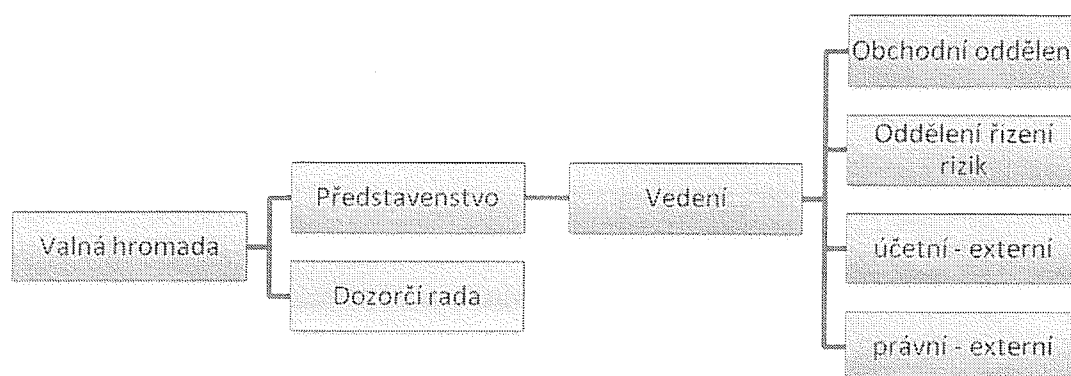 Obchodní oddělen
Oddělení řízení
rizik
Představenstvo
Vedení
Valná hromada
účetní - externí
Dozorčí rada
právní - externí